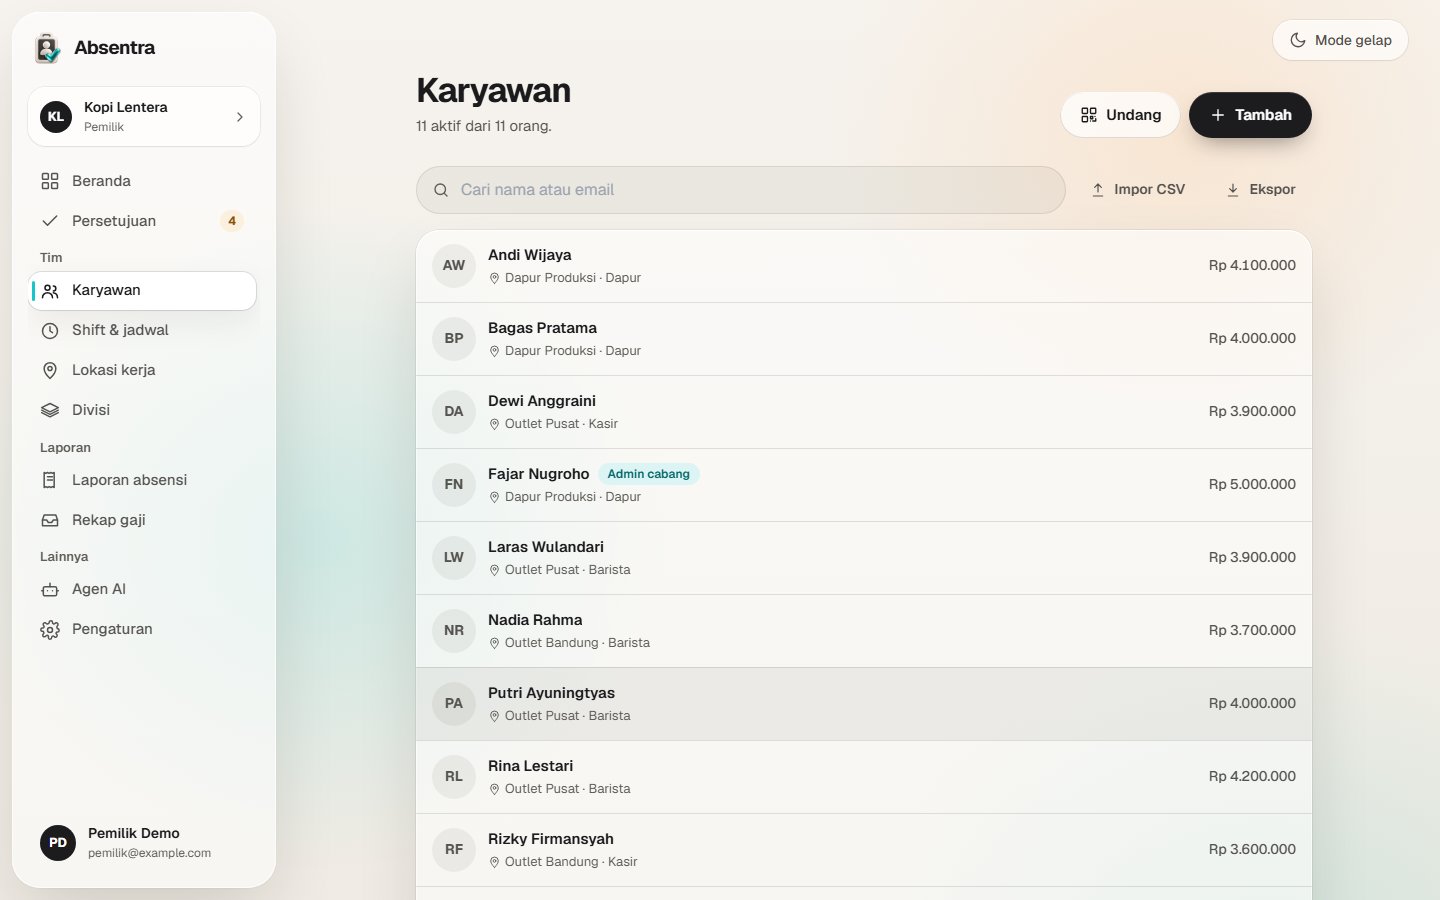 Absentra
KL
Kopi Lentera
Pemilik
Beranda
Persetujuan 4
Tim
Karyawan
Shift & jadwal
Lokasi kerja
Divisi
Laporan
Laporan absensi
Rekap gaji
Lainnya
Agen AI
Pengaturan
PD
Pemilik Demo
pemilik@example.com
Mode gelap
Karyawan
11 aktif dari 11 orang.
Undang
Tambah
Cari nama atau email
Impor CSV
Ekspor
AW
Andi Wijaya
Dapur Produksi · Dapur
Rp 4.100.000
BP
Bagas Pratama
Dapur Produksi · Dapur
Rp 4.000.000
DA
Dewi Anggraini
Outlet Pusat · Kasir
Rp 3.900.000
FN
Fajar Nugroho Admin cabang
Dapur Produksi · Dapur
Rp 5.000.000
LW
Laras Wulandari
Outlet Pusat · Barista
Rp 3.900.000
NR
Nadia Rahma
Outlet Bandung · Barista
Rp 3.700.000
PA
Putri Ayuningtyas
Outlet Pusat · Barista
Rp 4.000.000
RL
Rina Lestari
Outlet Pusat · Barista
Rp 4.200.000
RF
Rizky Firmansyah
Outlet Bandung · Kasir
Rp 3.600.000